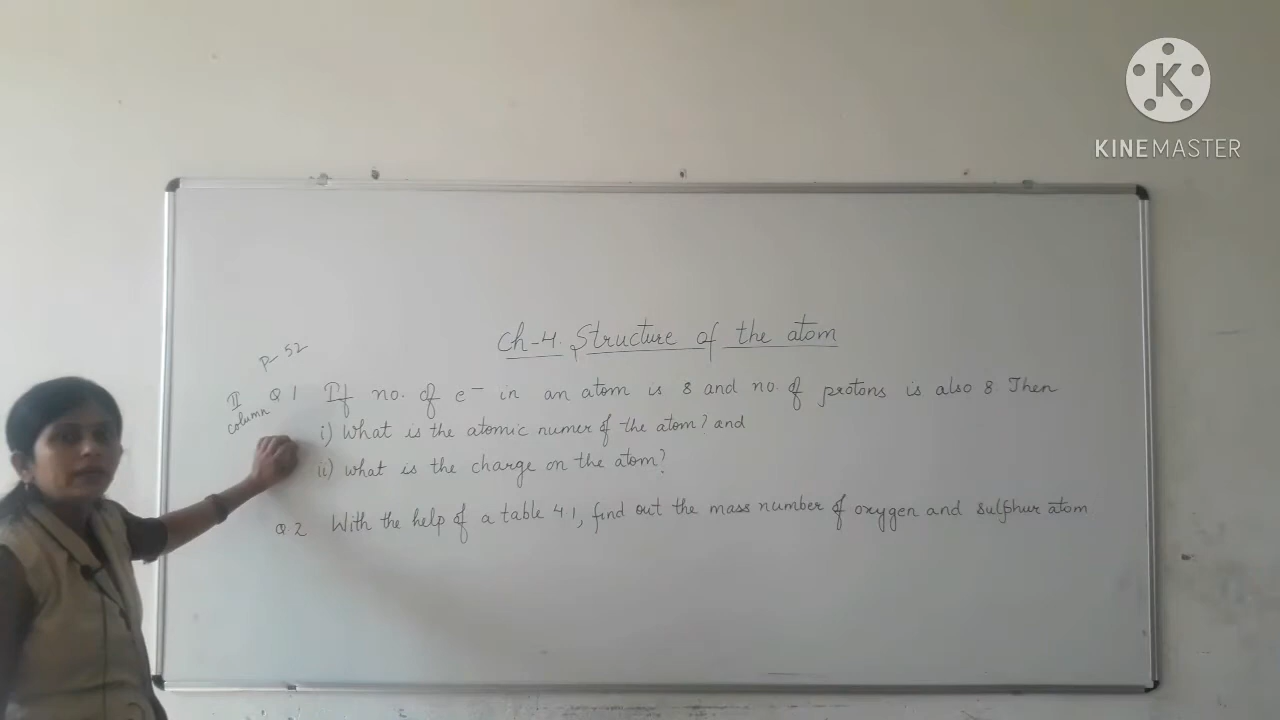 KINEMASTER
Ch-4. Structure of the atom
P-52
II column
Q 1 If no. of e⁻ in an atom is 8 and no. of protons is also 8 Then
i) What is the atomic numer of the atom? and
ii) what is the charge on the atom?
Q 2 With the help of a table 4.1, find out the mass number of oxygen and sulphur atom